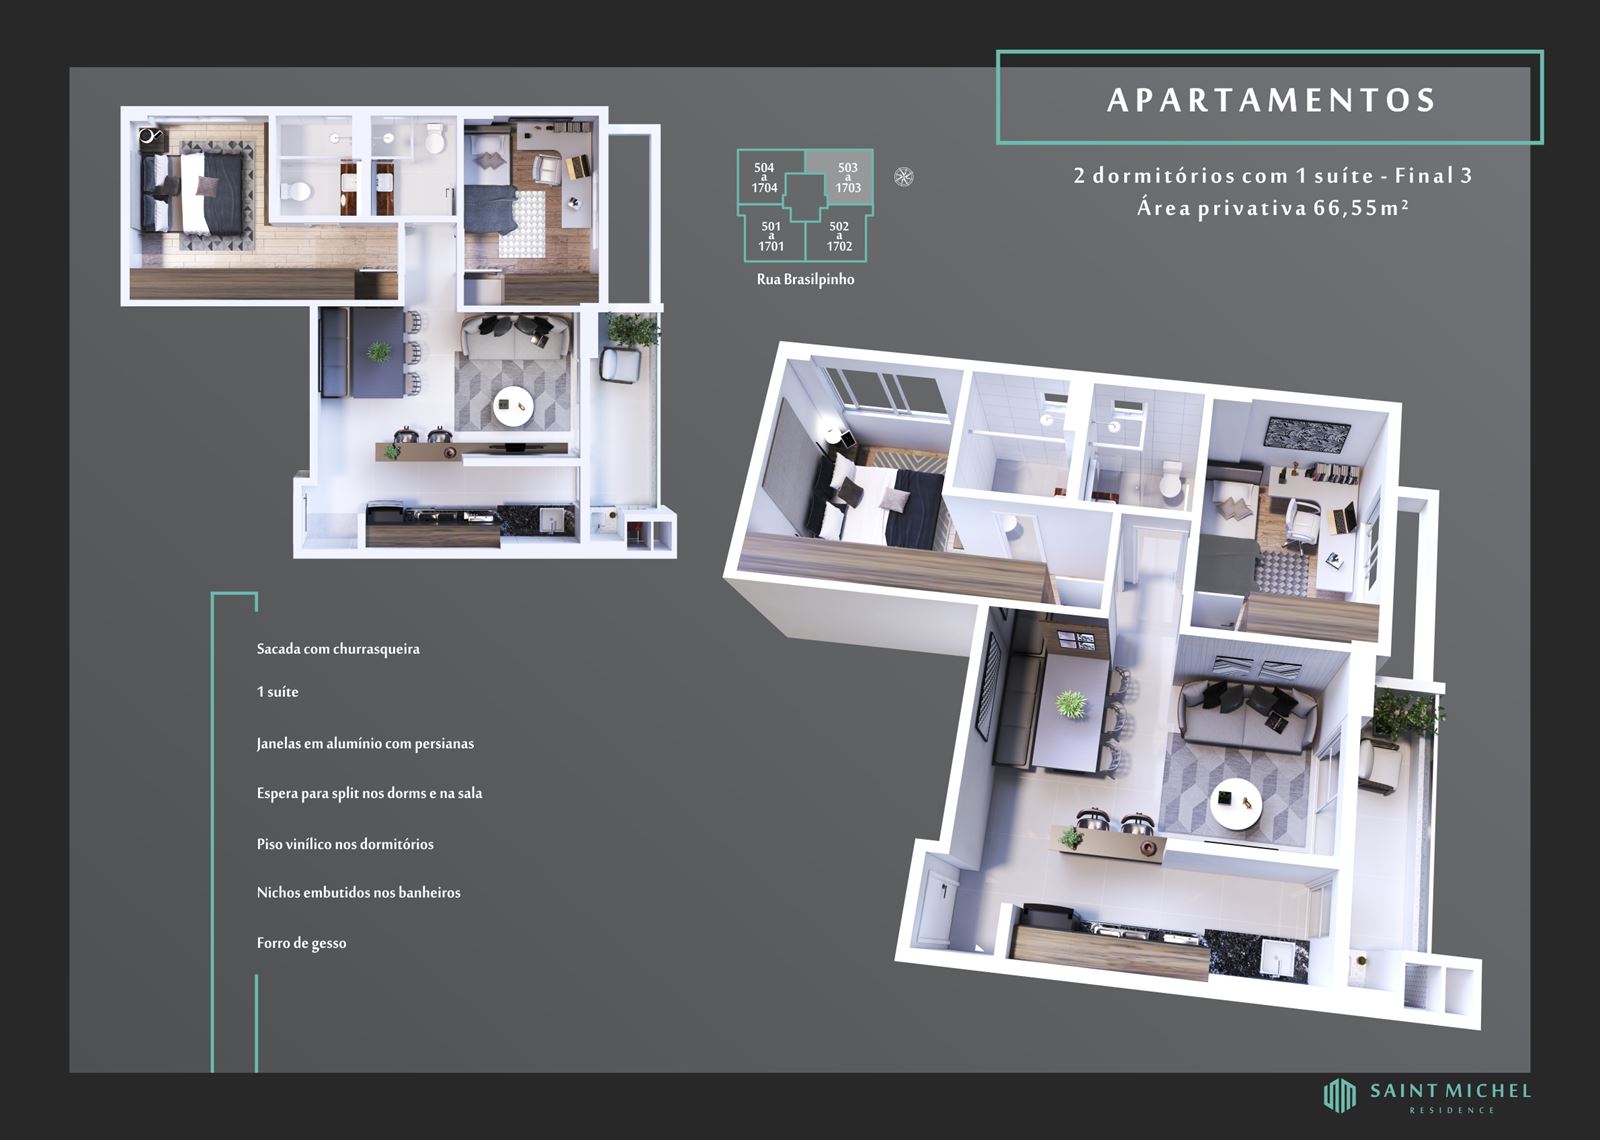 APARTAMENTOS
2 dormitórios com 1 suíte - Final 3
Área privativa 66,55m²
504
a
1704
503
a
1703
501
a
1701
502
a
1702
Rua Brasilpinho
Sacada com churrasqueira
1 suíte
Janelas em alumínio com persianas
Espera para split nos dorms e na sala
Piso vinílico nos dormitórios
Nichos embutidos nos banheiros
Forro de gesso
SAINT MICHEL
RESIDENCE